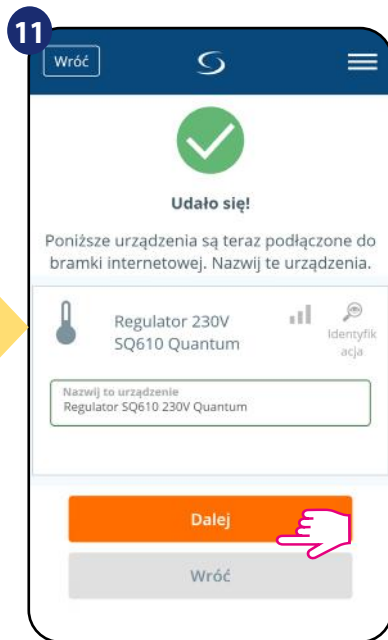 11
Wróć
Udało się!
Poniższe urządzenia są teraz podłączone do
bramki internetowej. Nazwij te urządzenia.
Regulator 230V
SQ610 Quantum
Identyfik
acja
Nazwij to urządzenie
Regulator SQ610 230V Quantum
Dalej
Wróć